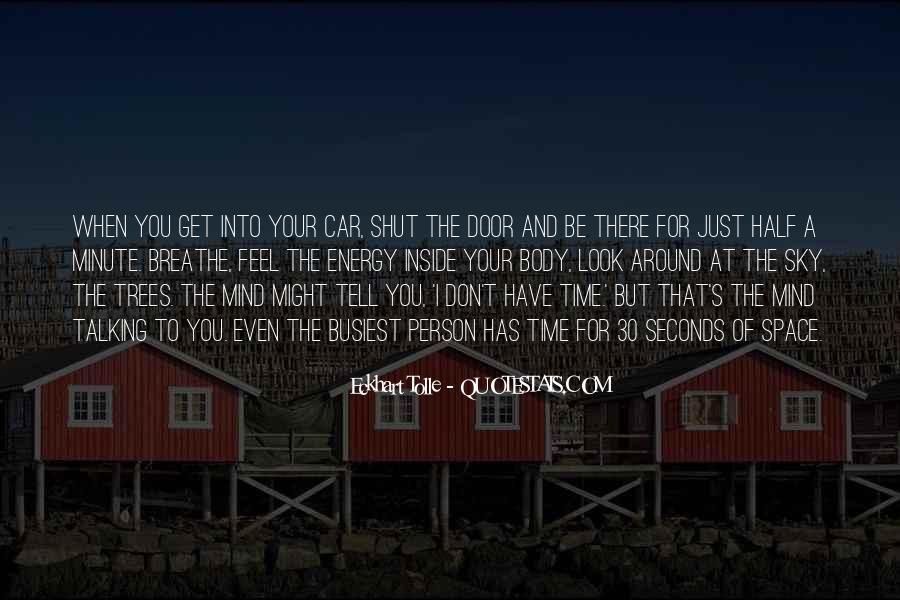 WHEN YOU GET INTO YOUR CAR, SHUT THE DOOR AND BE THERE FOR JUST HALF A
MINUTE. BREATHE, FEEL THE ENERGY INSIDE YOUR BODY, LOOK AROUND AT THE SKY,
THE TREES. THE MIND MIGHT TELL YOU, 'I DON'T HAVE TIME.' BUT THAT'S THE MIND
TALKING TO YOU. EVEN THE BUSIEST PERSON HAS TIME FOR 30 SECONDS OF SPACE.
Eckhart Tolle - QUOTESTATS.COM